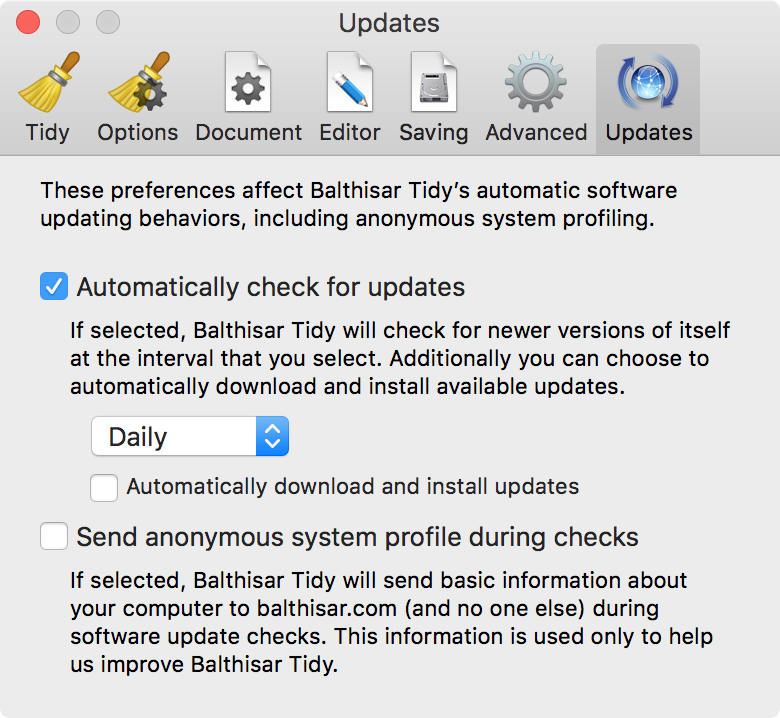 Updates
Tidy Options Document Editor Saving Advanced Updates
These preferences affect Balthisar Tidy’s automatic software
updating behaviors, including anonymous system profiling.
Automatically check for updates
If selected, Balthisar Tidy will check for newer versions of itself
at the interval that you select. Additionally you can choose to
automatically download and install available updates.
Daily
Automatically download and install updates
Send anonymous system profile during checks
If selected, Balthisar Tidy will send basic information about
your computer to balthisar.com (and no one else) during
software update checks. This information is used only to help
us improve Balthisar Tidy.